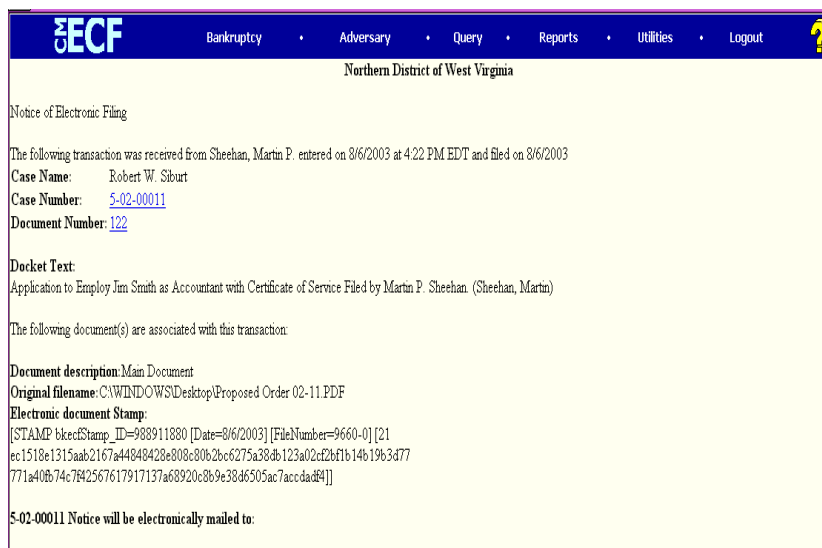 CM ECF Bankruptcy • Adversary • Query • Reports • Utilities • Logout ?
Northern District of West Virginia
Notice of Electronic Filing
The following transaction was received from Sheehan, Martin P. entered on 8/6/2003 at 4:22 PM EDT and filed on 8/6/2003
Case Name: Robert W. Siburt
Case Number: 5-02-00011
Document Number: 122
Docket Text:
Application to Employ Jim Smith as Accountant with Certificate of Service Filed by Martin P. Sheehan. (Sheehan, Martin)
The following document(s) are associated with this transaction:
Document description:Main Document
Original filename:C:\WINDOWS\Desktop\Proposed Order 02-11.PDF
Electronic document Stamp:
[STAMP bkecfStamp_ID=988911880 [Date=8/6/2003] [FileNumber=9660-0] [21
ec1518e1315aab2167a44848428e808c80b2bc6275a38db123a02cf2bf1b14b19b3d77
771a40fb74c7f42567617917137a68920c8b9e38d6505ac7accdadf4]]
5-02-00011 Notice will be electronically mailed to: